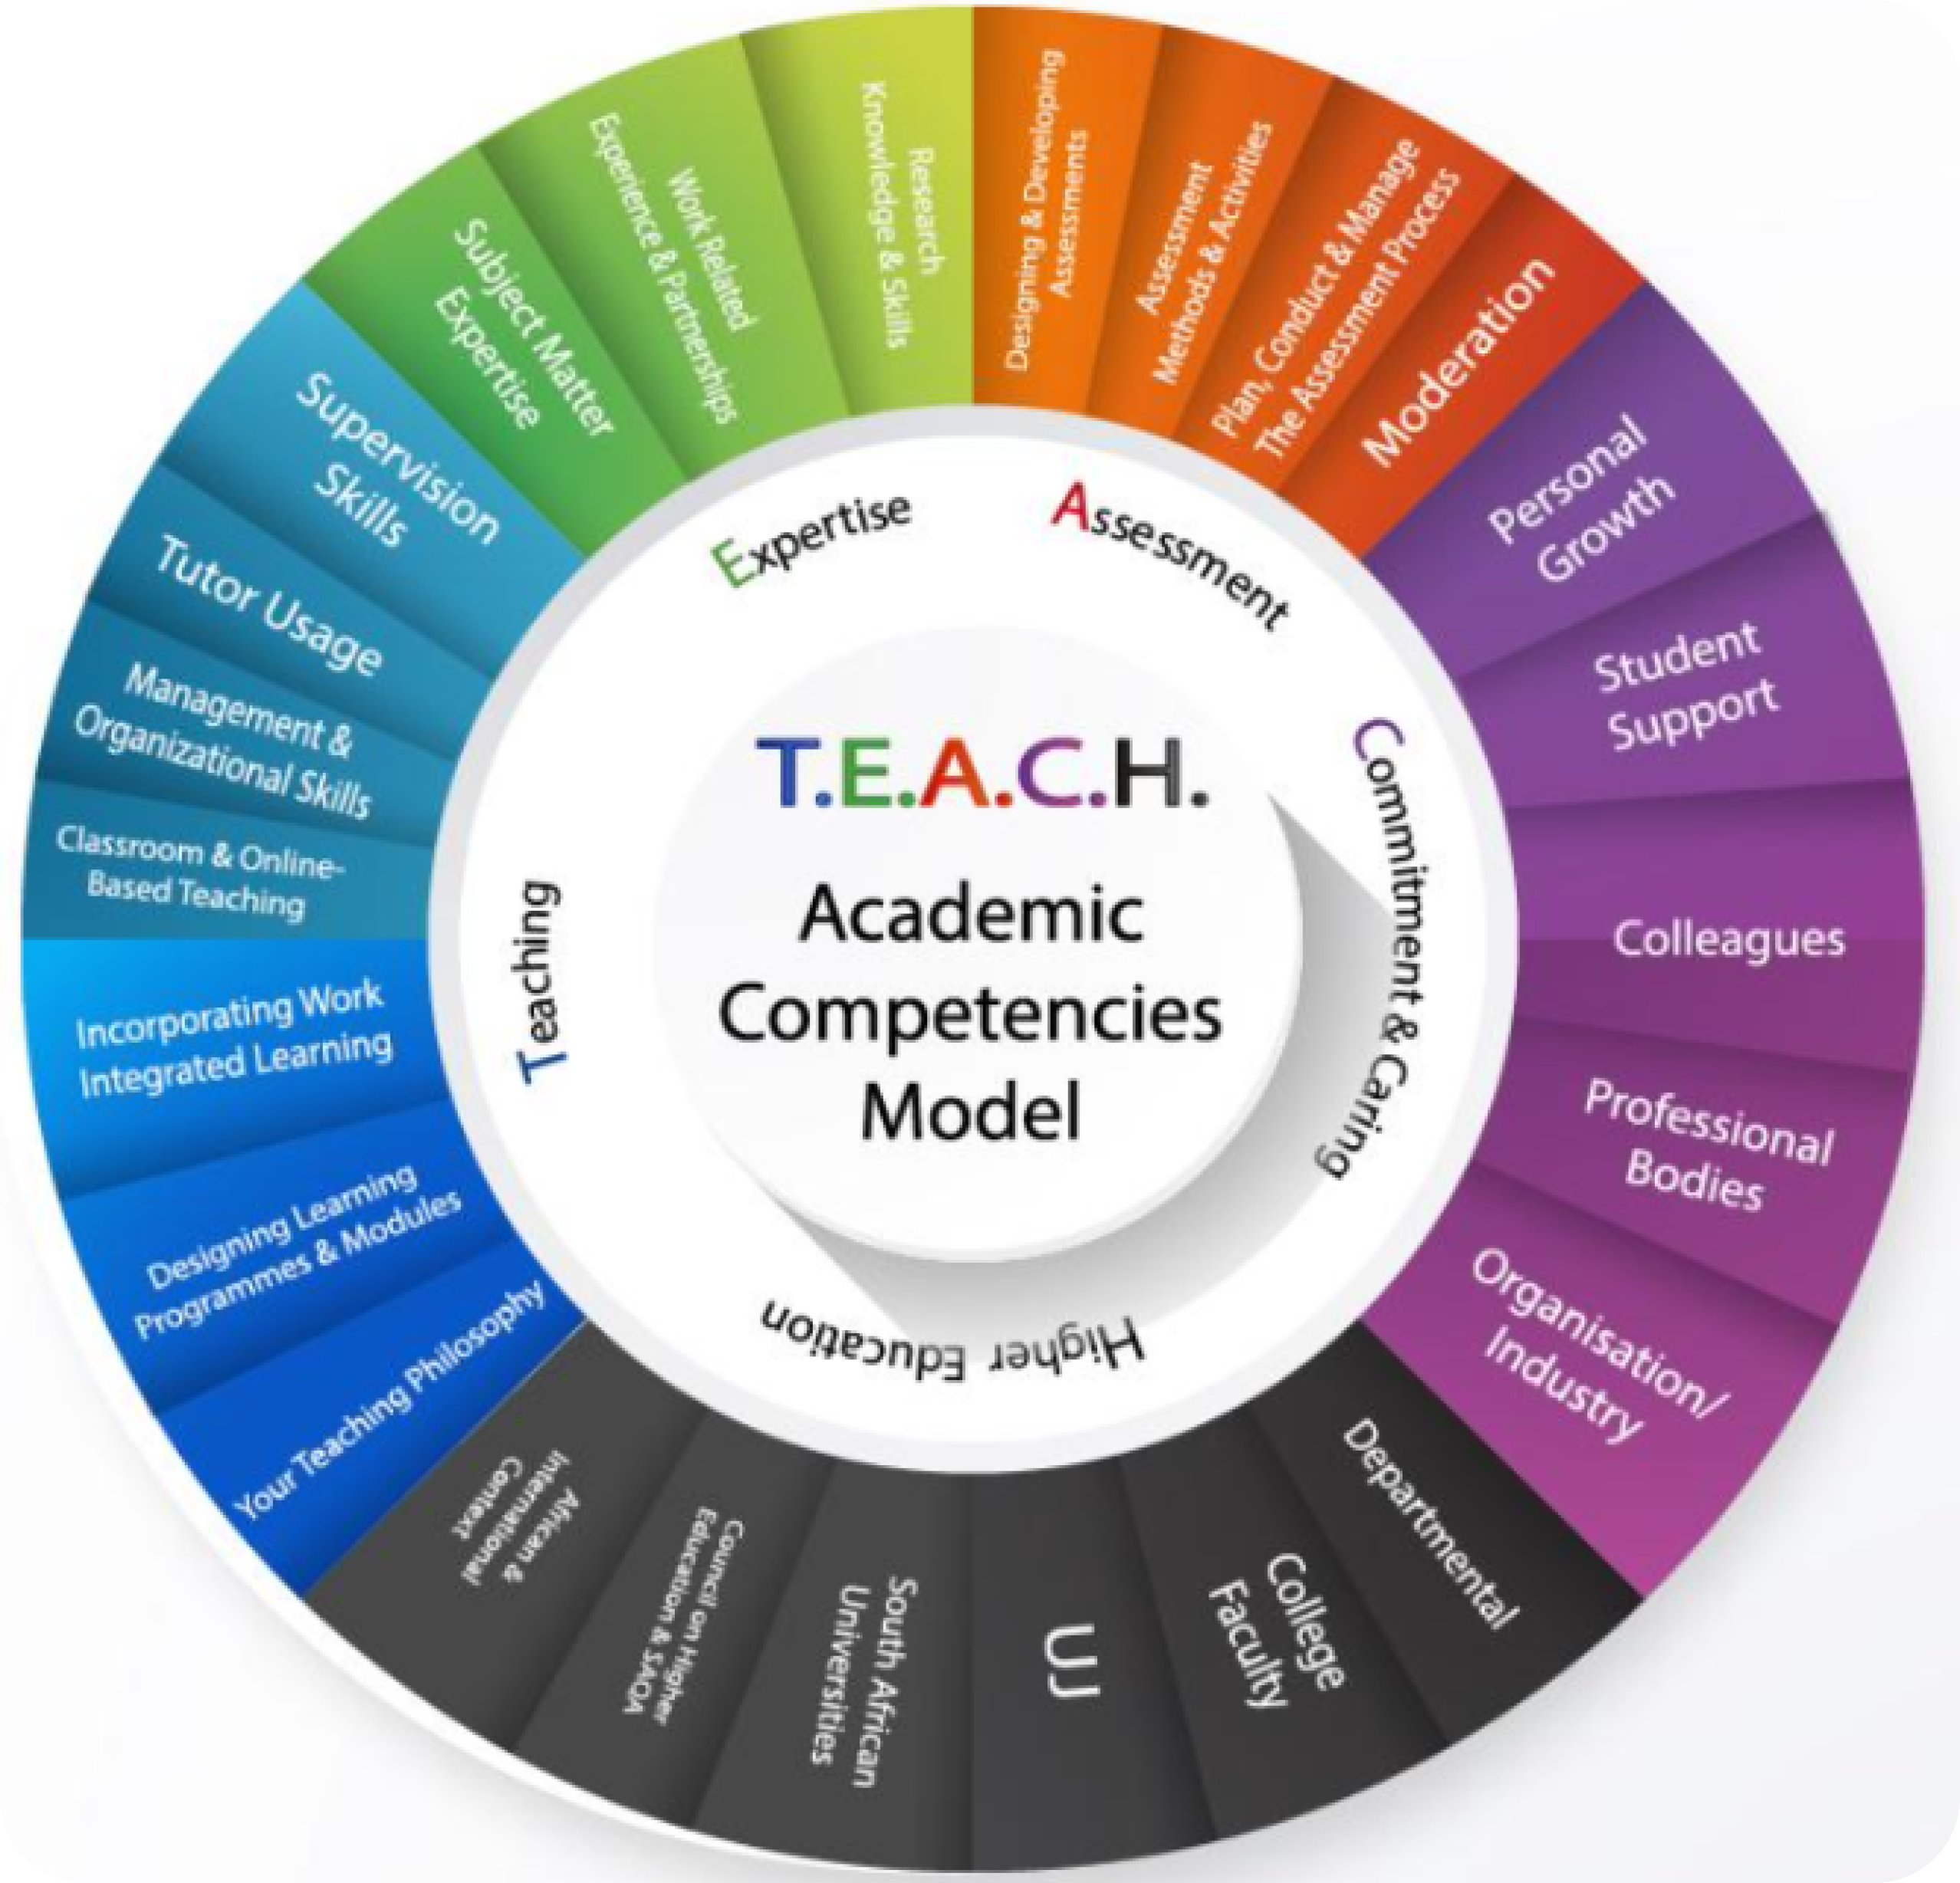 T.E.A.C.H.
Academic
Competencies
Model
Teaching
Expertise
Assessment
Commitment & Caring
Higher Education
Designing & Developing
Assessments
Assessment
Methods & Activities
Plan, Conduct & Manage
The Assessment Process
Moderation
Personal
Growth
Student
Support
Colleagues
Professional
Bodies
Organisation/
Industry
Departmental
College
Faculty
UJ
South African
Universities
Council on Higher
Education & SAQA
African &
International
Context
Your Teaching Philosophy
Designing Learning
Programmes & Modules
Incorporating Work
Integrated Learning
Classroom & Online-
Based Teaching
Management &
Organizational Skills
Tutor Usage
Supervision
Skills
Subject Matter
Expertise
Work Related
Experience & Partnerships
Research
Knowledge & Skills